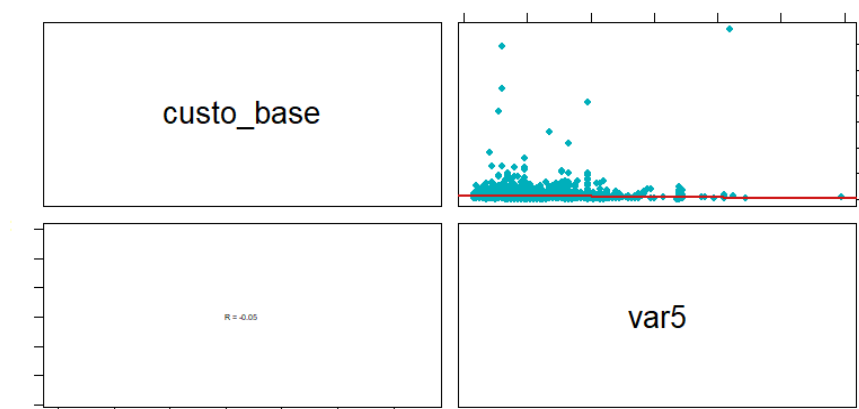 custo_base
R = -0.05
var5